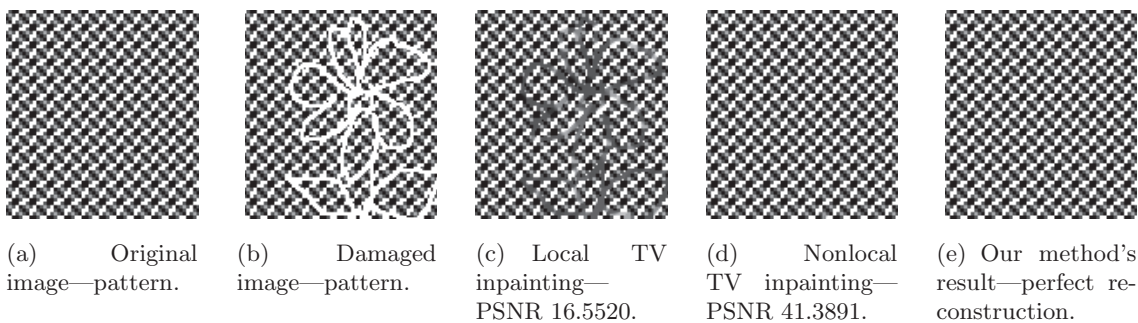 (a) Original
image—pattern.
(b) Damaged
image—pattern.
(c) Local TV
inpainting—
PSNR 16.5520.
(d) Nonlocal
TV inpainting—
PSNR 41.3891.
(e) Our method's
result—perfect re-
construction.